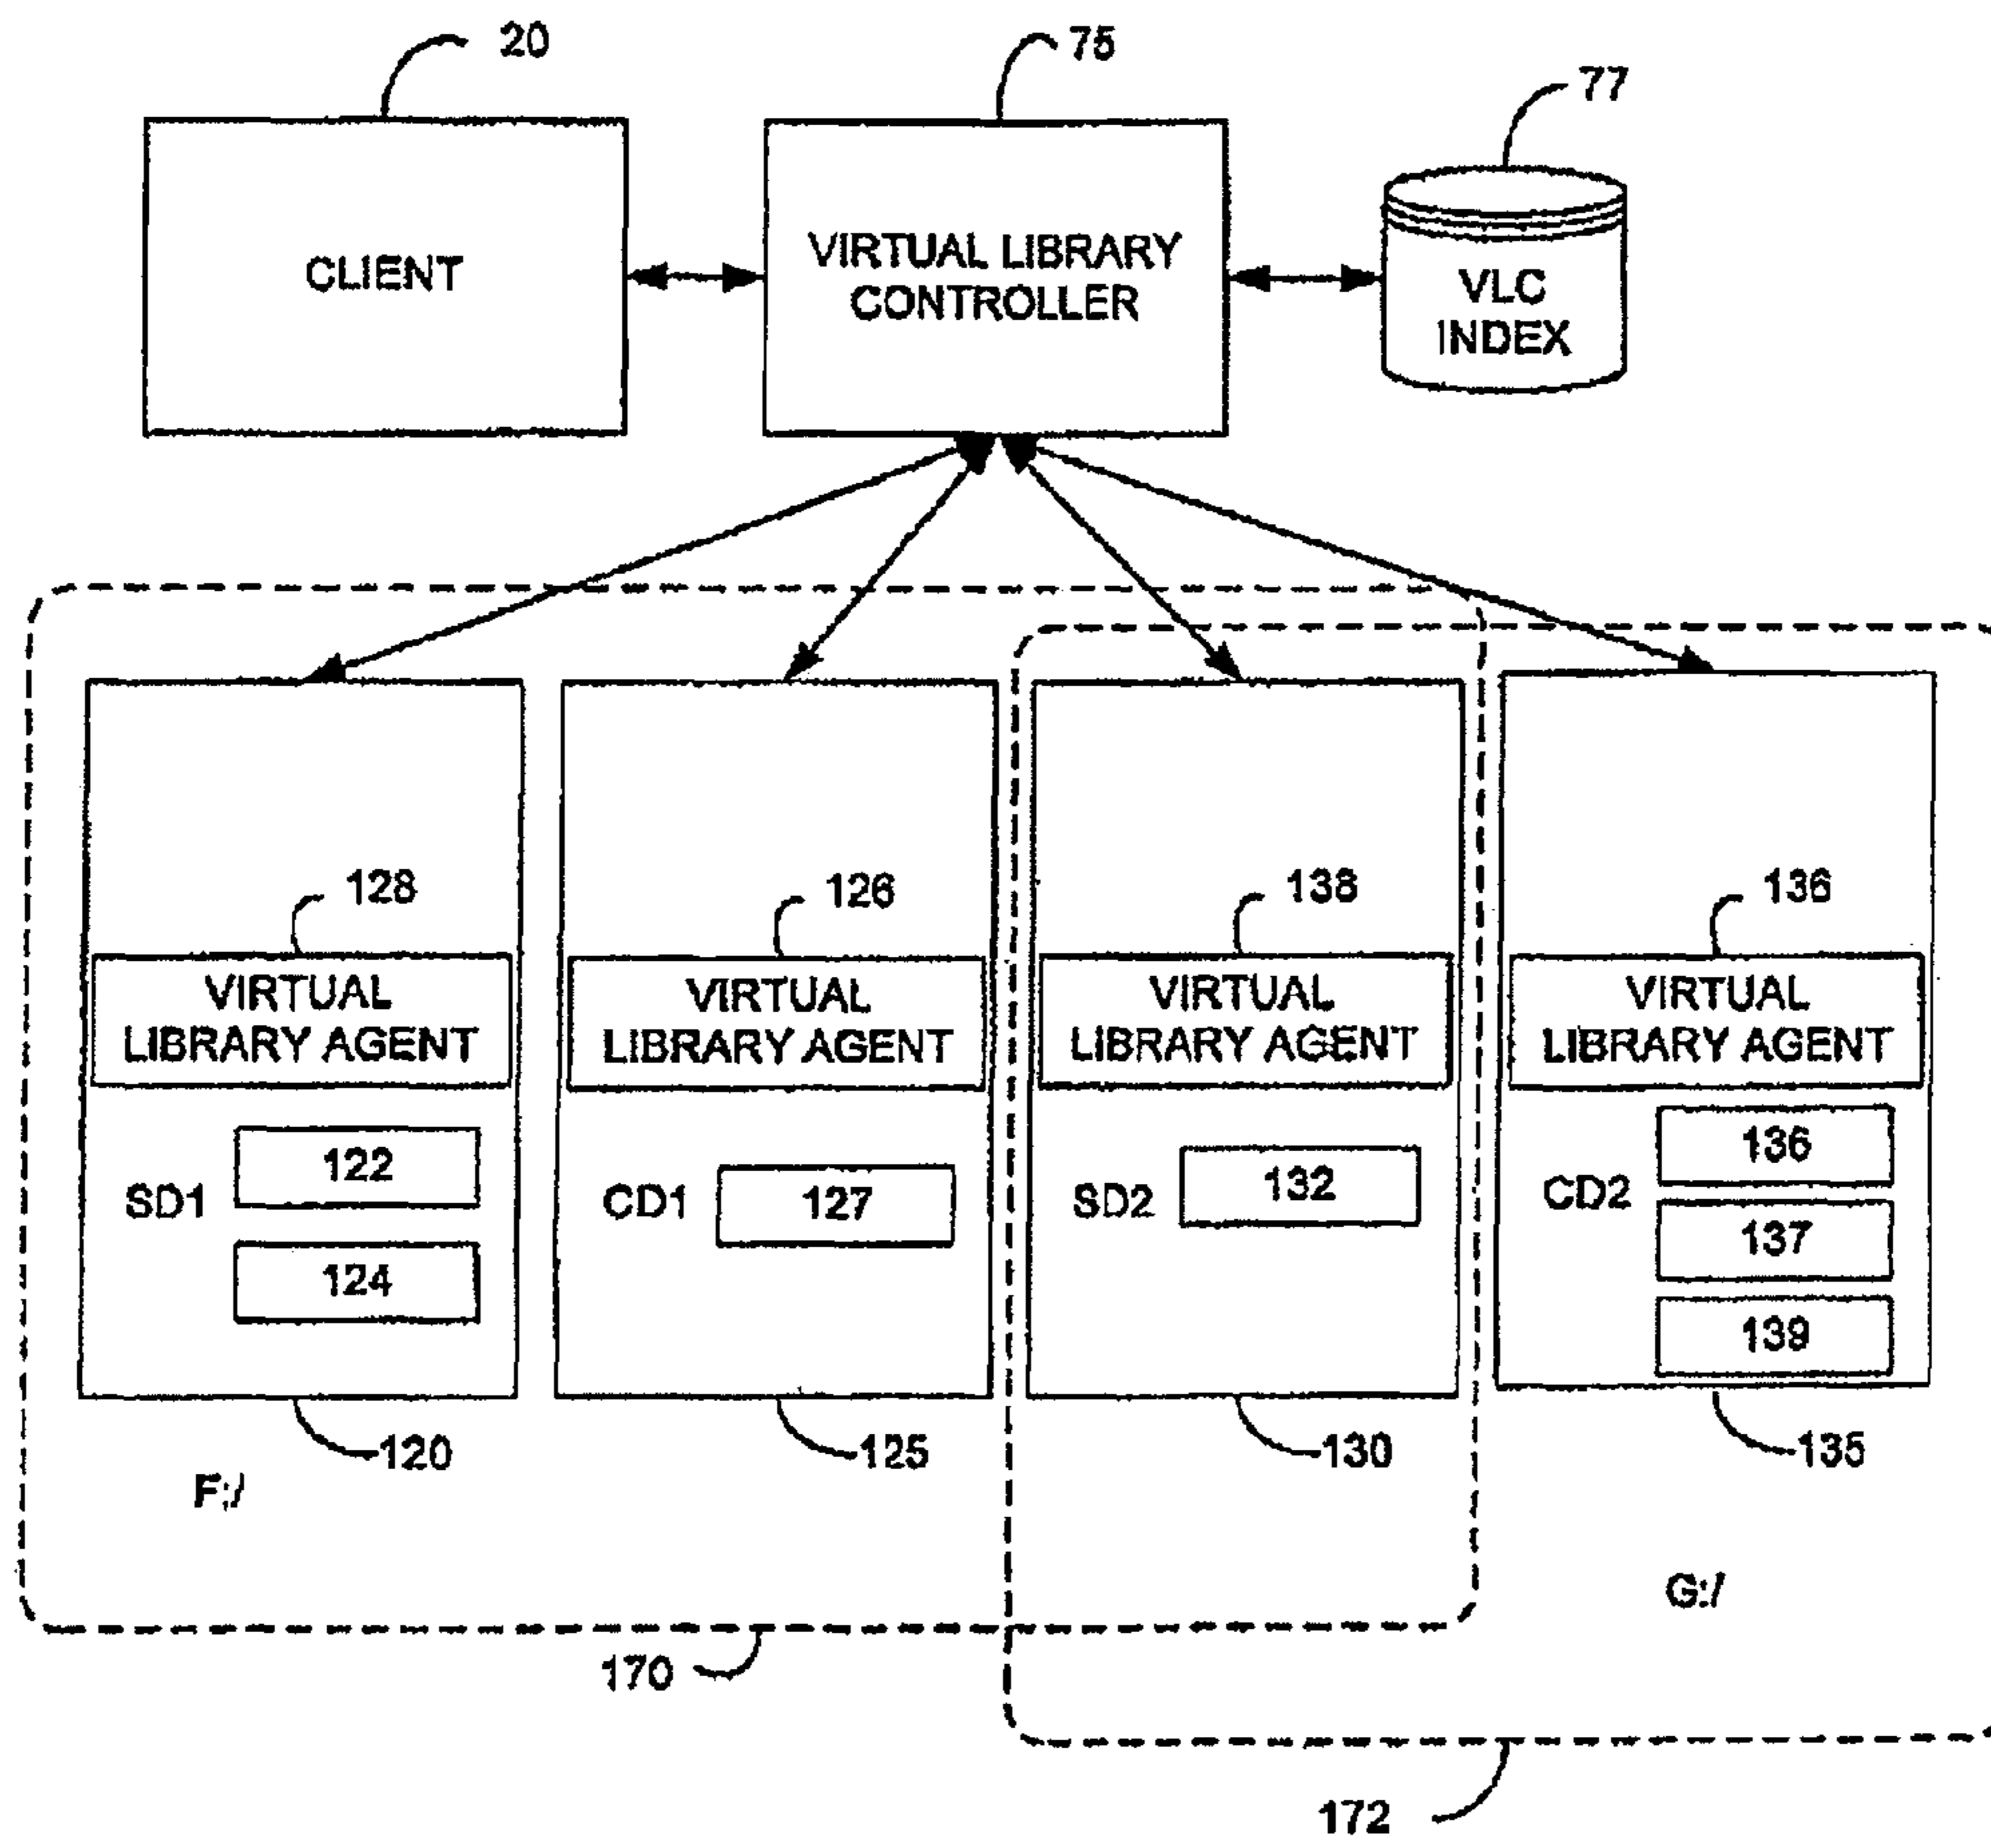 20
75
77
CLIENT
VIRTUAL LIBRARY
CONTROLLER
VLC
INDEX
128
126
138
136
VIRTUAL
LIBRARY AGENT
VIRTUAL
LIBRARY AGENT
VIRTUAL
LIBRARY AGENT
VIRTUAL
LIBRARY AGENT
SD1
122
124
CD1
127
SD2
132
CD2
136
137
139
120
125
130
135
F:/
G:/
170
172